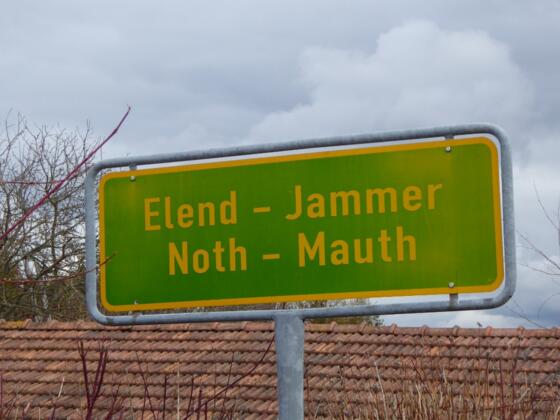 Elend - Jammer
Noth - Mauth